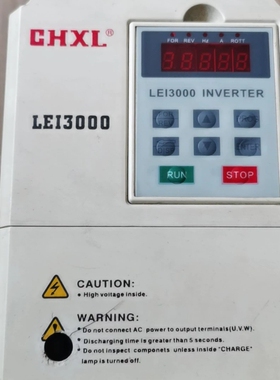 CHXL®
FOR REV Hz A ROTT
LEI3000 INVERTER
LEI3000
RUN STOP
CAUTION:
● High voltage inside.
WARNING:
● Do not connect AC power to output terminals(U.V.W).
● Discharging time is greater than 5 seconds.
● Do not inspect companets unless inside "CHARGE"
lamp is turned off.